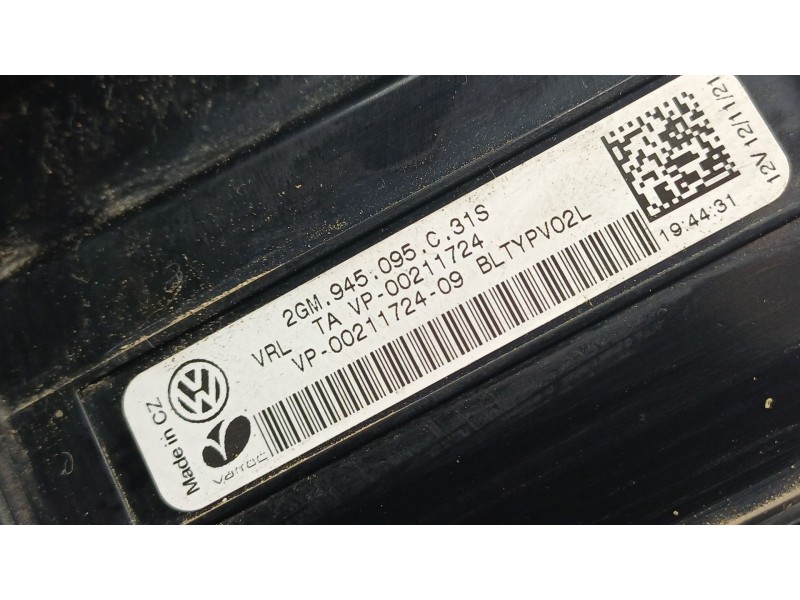 2GM.945.095.C.31S
VRL TA VP-00211724
VP-00211724-09 BLTYPV02L
Made in CZ
varroc
12V 12/11/21
19:44:31